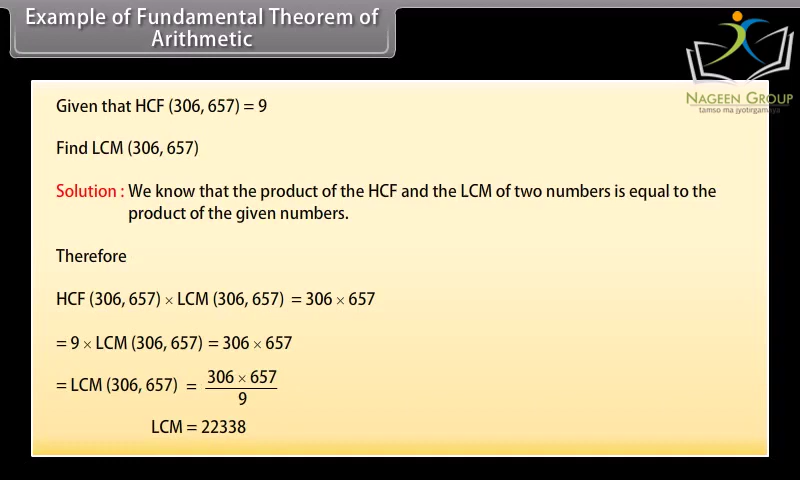 Example of Fundamental Theorem of
Arithmetic
NAGEEN GROUP
tamso ma jyotirgamaya
Given that HCF (306, 657) = 9
Find LCM (306, 657)
Solution : We know that the product of the HCF and the LCM of two numbers is equal to the
product of the given numbers.
Therefore
HCF (306, 657) × LCM (306, 657) = 306 × 657
= 9 × LCM (306, 657) = 306 × 657
= LCM (306, 657) = 306 × 657
9
LCM = 22338